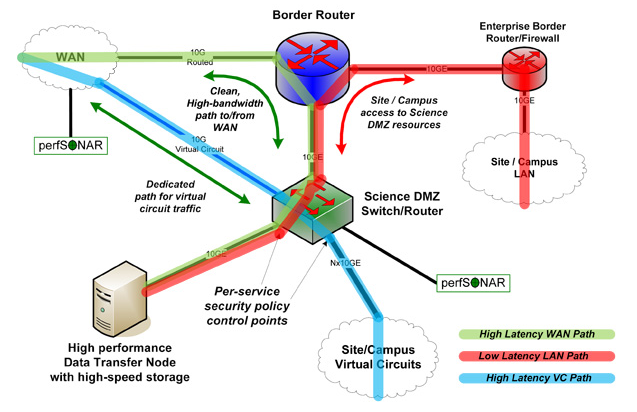 Border Router
Enterprise Border
Router/Firewall
WAN
10G
Routed
10GE
Clean,
High-bandwidth
path to/from
WAN
Site / Campus
access to Science
DMZ resources
10GE
perfSONAR
10G
Virtual Circuit
10GE
Site / Campus
LAN
Dedicated
path for virtual
circuit traffic
Science DMZ
Switch/Router
10GE
Nx10GE
perfSONAR
Per-service
security policy
control points
High performance
Data Transfer Node
with high-speed storage
Site/Campus
Virtual Circuits
High Latency WAN Path
Low Latency LAN Path
High Latency VC Path